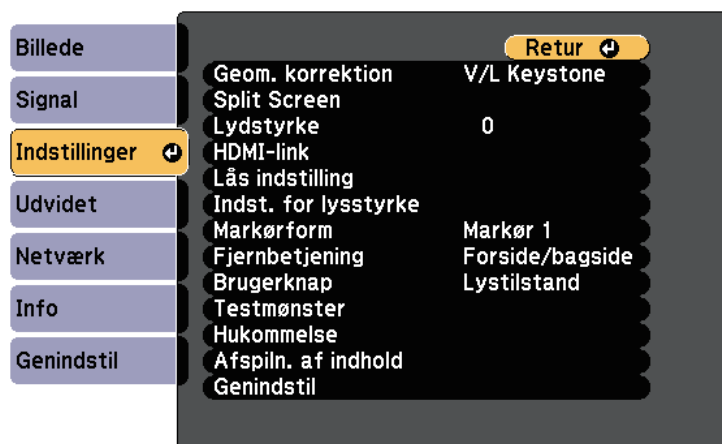 Billede
Signal
Indstillinger
Udvidet
Netværk
Info
Genindstil
Retur
Geom. korrektion V/L Keystone
Split Screen
Lydstyrke 0
HDMI-link
Lås indstilling
Indst. for lysstyrke
Markørform Markør 1
Fjernbetjening Forside/bagside
Brugerknap Lystilstand
Testmønster
Hukommelse
Afspiln. af indhold
Genindstil